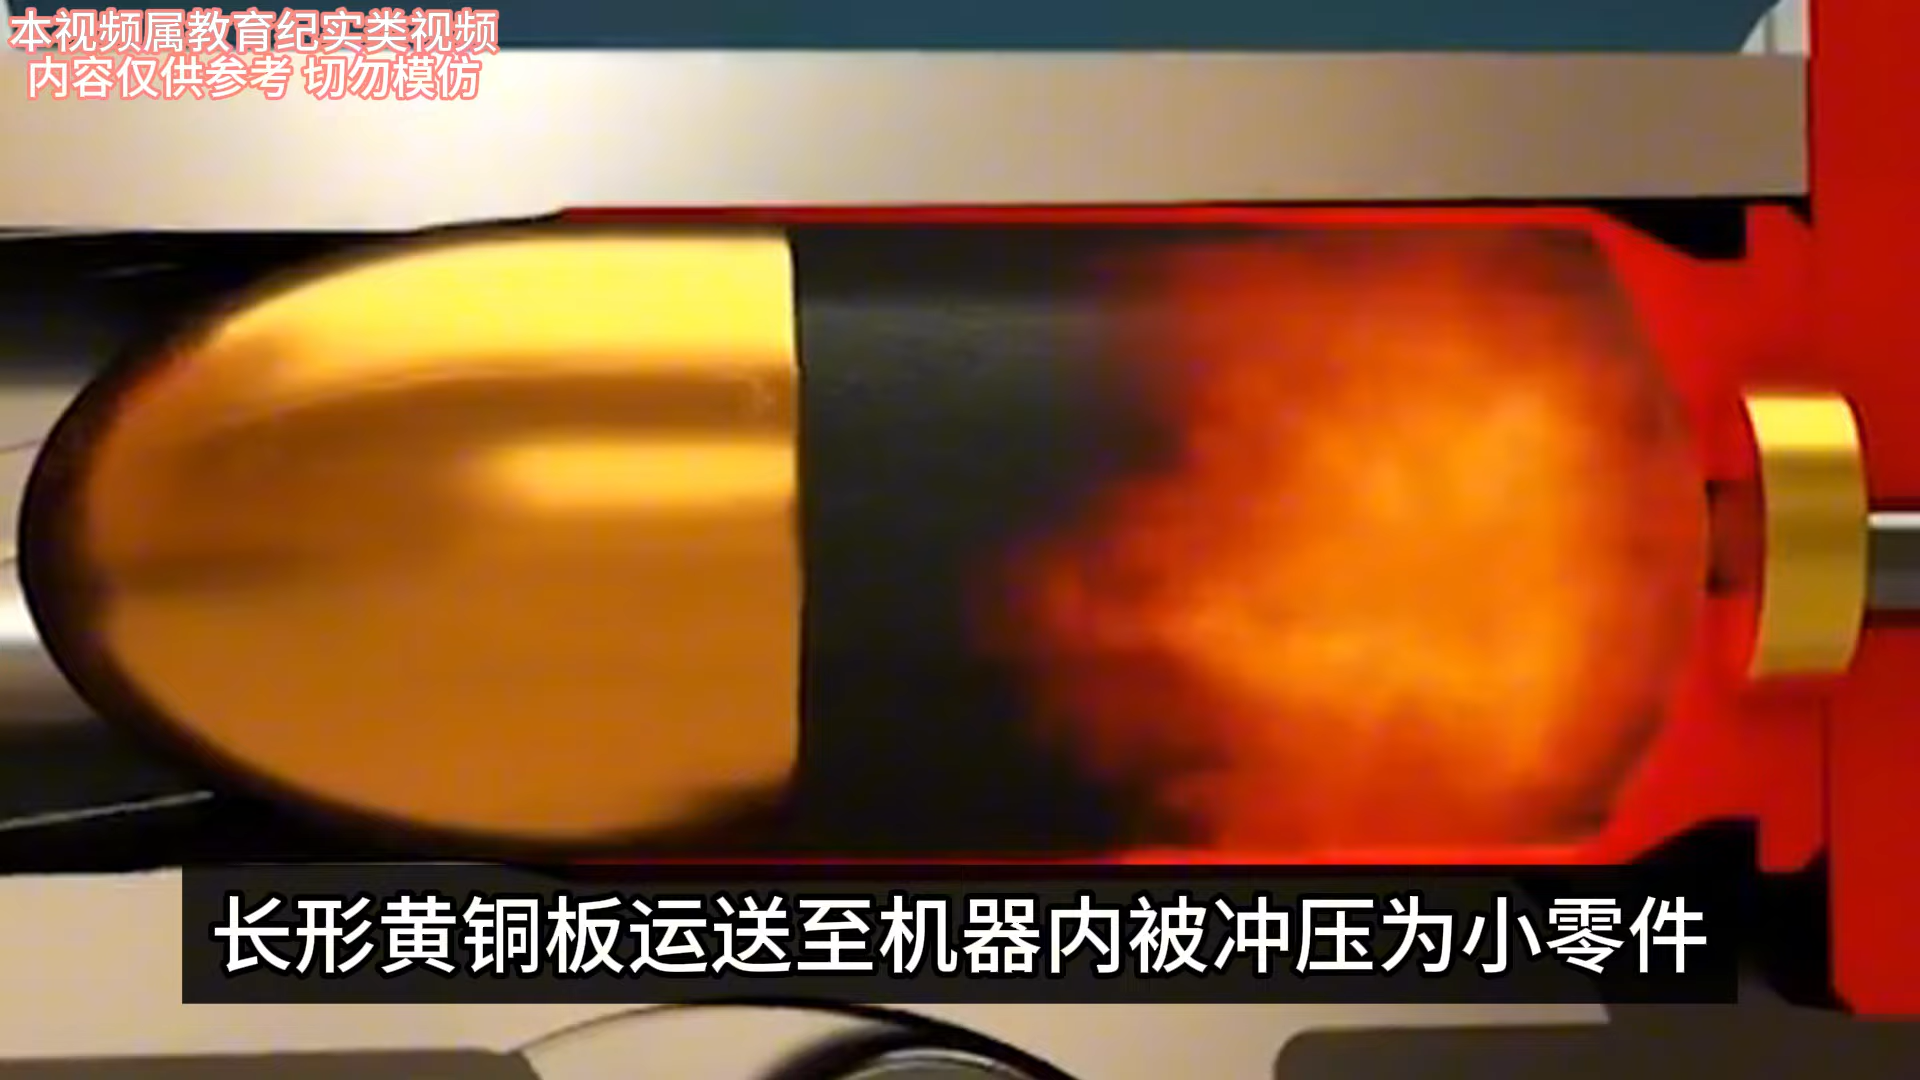 本视频属教育纪实类视频
内容仅供参考 切勿模仿
长形黄铜板运送至机器内被冲压为小零件